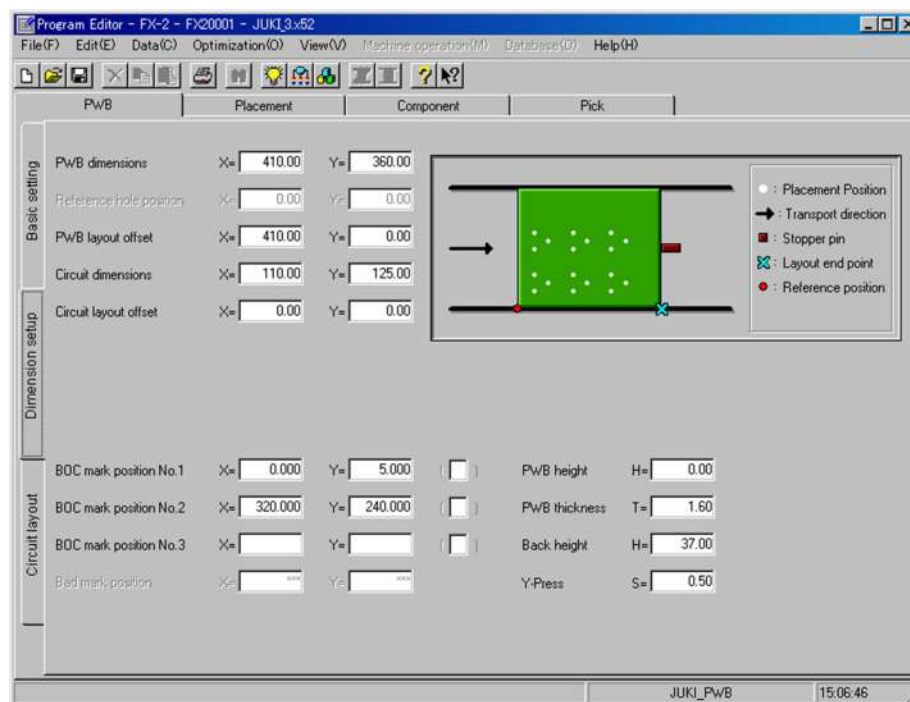 Program Editor - FX-2 - FX20001 - JUKI_3.x52
File(F) Edit(E) Data(C) Optimization(O) View(V) Machine operation(M) Database(D) Help(H)
PWB Placement Component Pick
Basic setting
Dimension setup
Circuit layout
PWB dimensions X= 410.00 Y= 360.00
Reference hole position X= 0.00 Y= 0.00
PWB layout offset X= 410.00 Y= 0.00
Circuit dimensions X= 110.00 Y= 125.00
Circuit layout offset X= 0.00 Y= 0.00
: Placement Position
: Transport direction
: Stopper pin
: Layout end point
: Reference position
BOC mark position No.1 X= 0.000 Y= 5.000 ( ) PWB height H= 0.00
BOC mark position No.2 X= 320.000 Y= 240.000 ( ) PWB thickness T= 1.60
BOC mark position No.3 X= Y= ( ) Back height H= 37.00
Bad mark position X= *** Y= *** Y-Press S= 0.50
JUKI_PWB 15:06:46